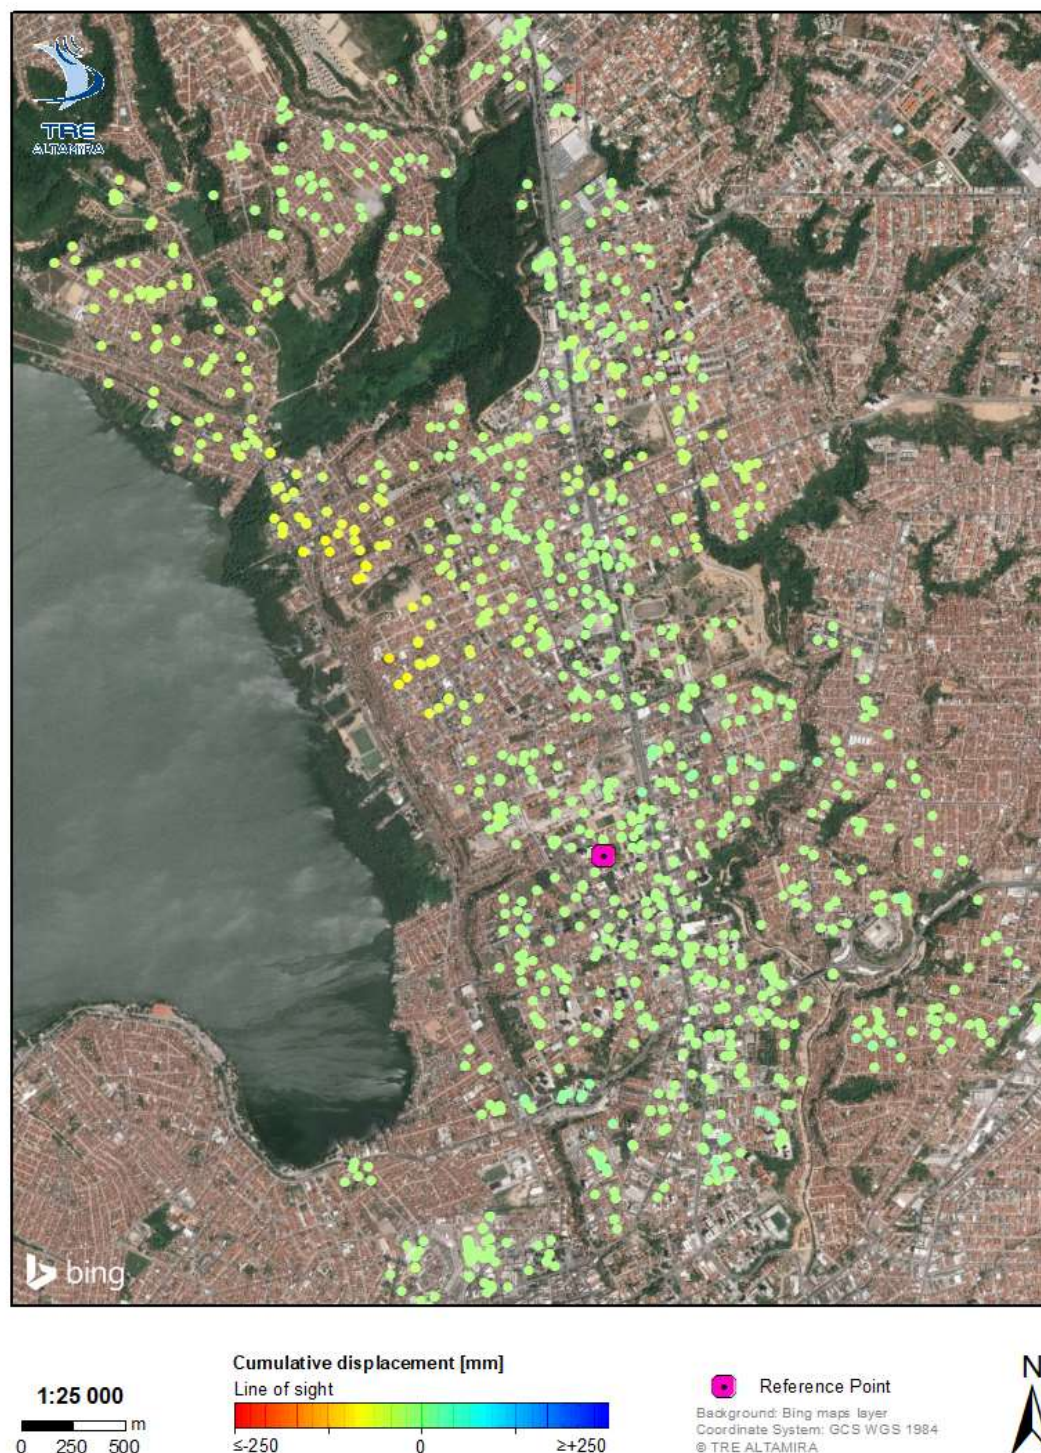 TRE
ALTAMIRA
bing
1:25 000
0 250 500 m
Cumulative displacement [mm]
Line of sight
≤-250 0 ≥+250
Reference Point
Background: Bing maps layer
Coordinate System: GCS WGS 1984
© TRE ALTAMIRA
N